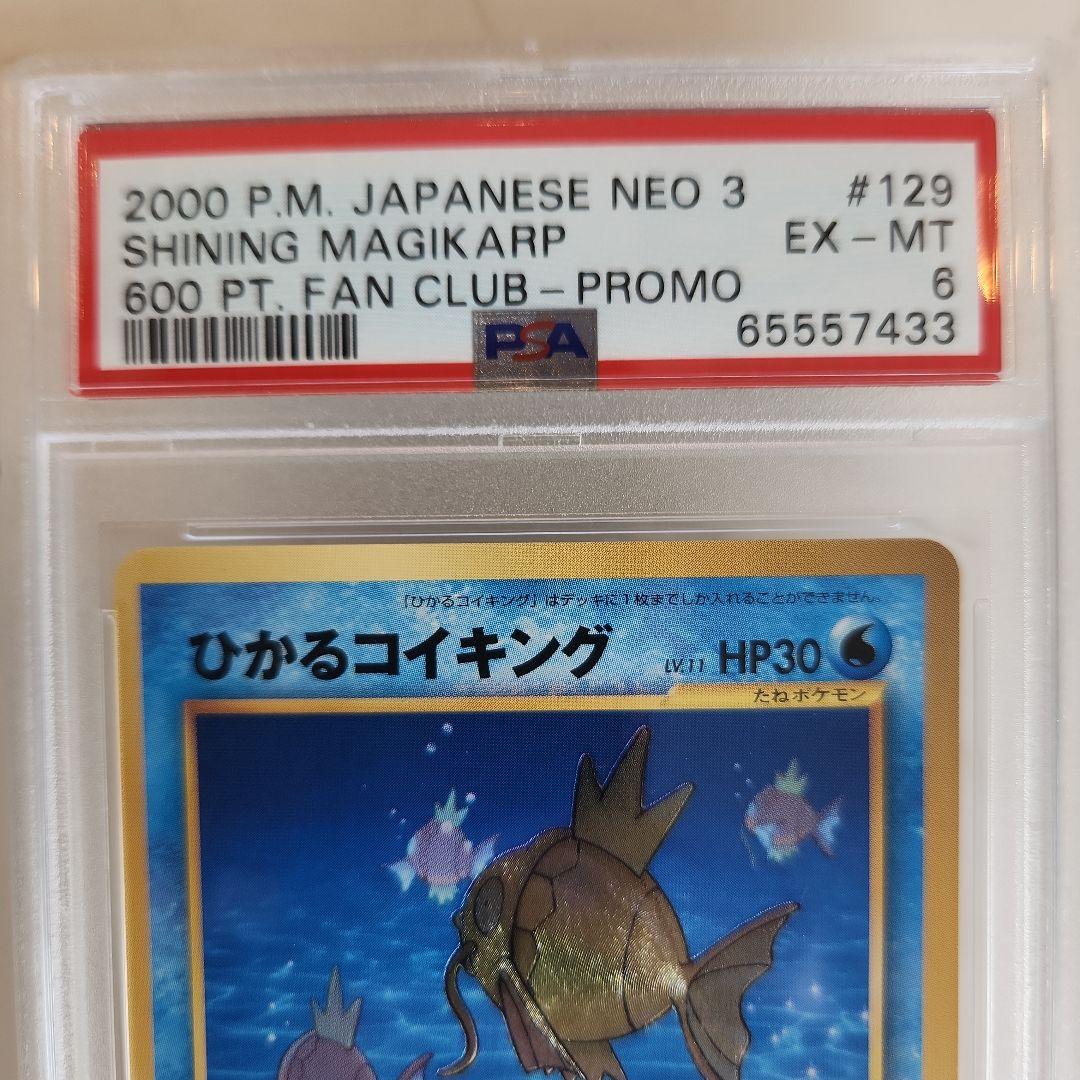 2000 P.M. JAPANESE NEO 3 #129
SHINING MAGIKARP EX - MT
600 PT. FAN CLUB - PROMO 6
PSA 65557433
「ひかるコイキング」はデッキに1枚までしか入れることができません。
ひかるコイキング LV.11 HP30
たねポケモン